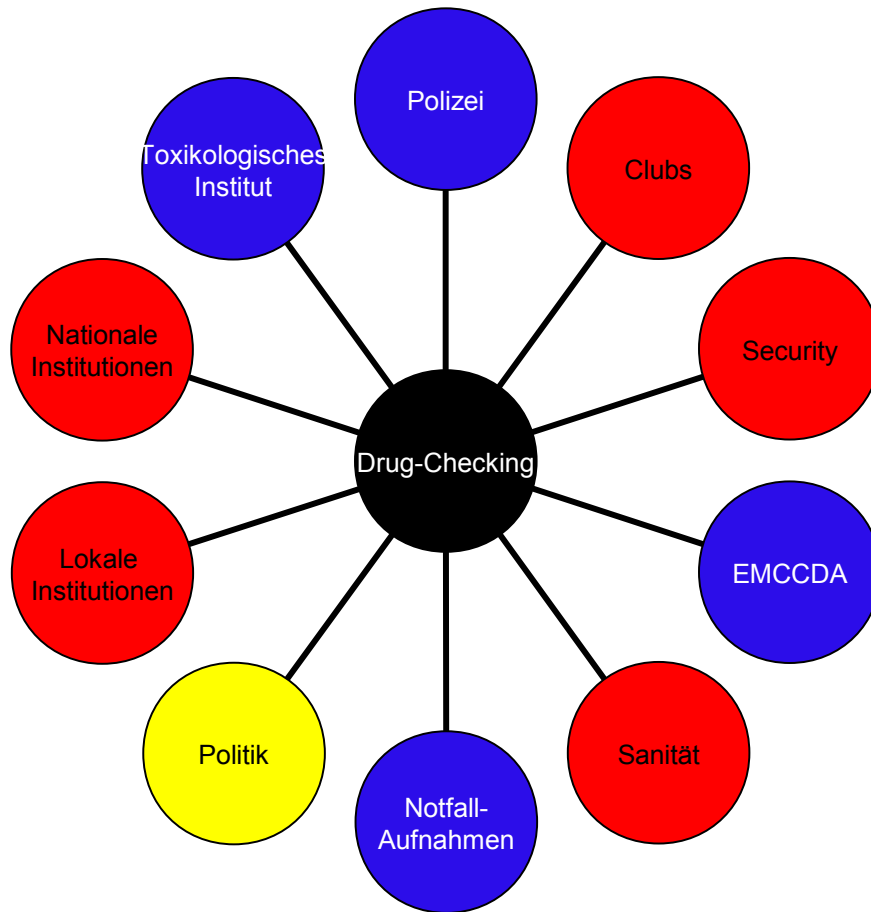 Polizei
Toxikologisches
Institut
Clubs
Nationale
Institutionen
Security
Drug-Checking
Lokale
Institutionen
EMCCDA
Politik
Sanität
Notfall-
Aufnahmen